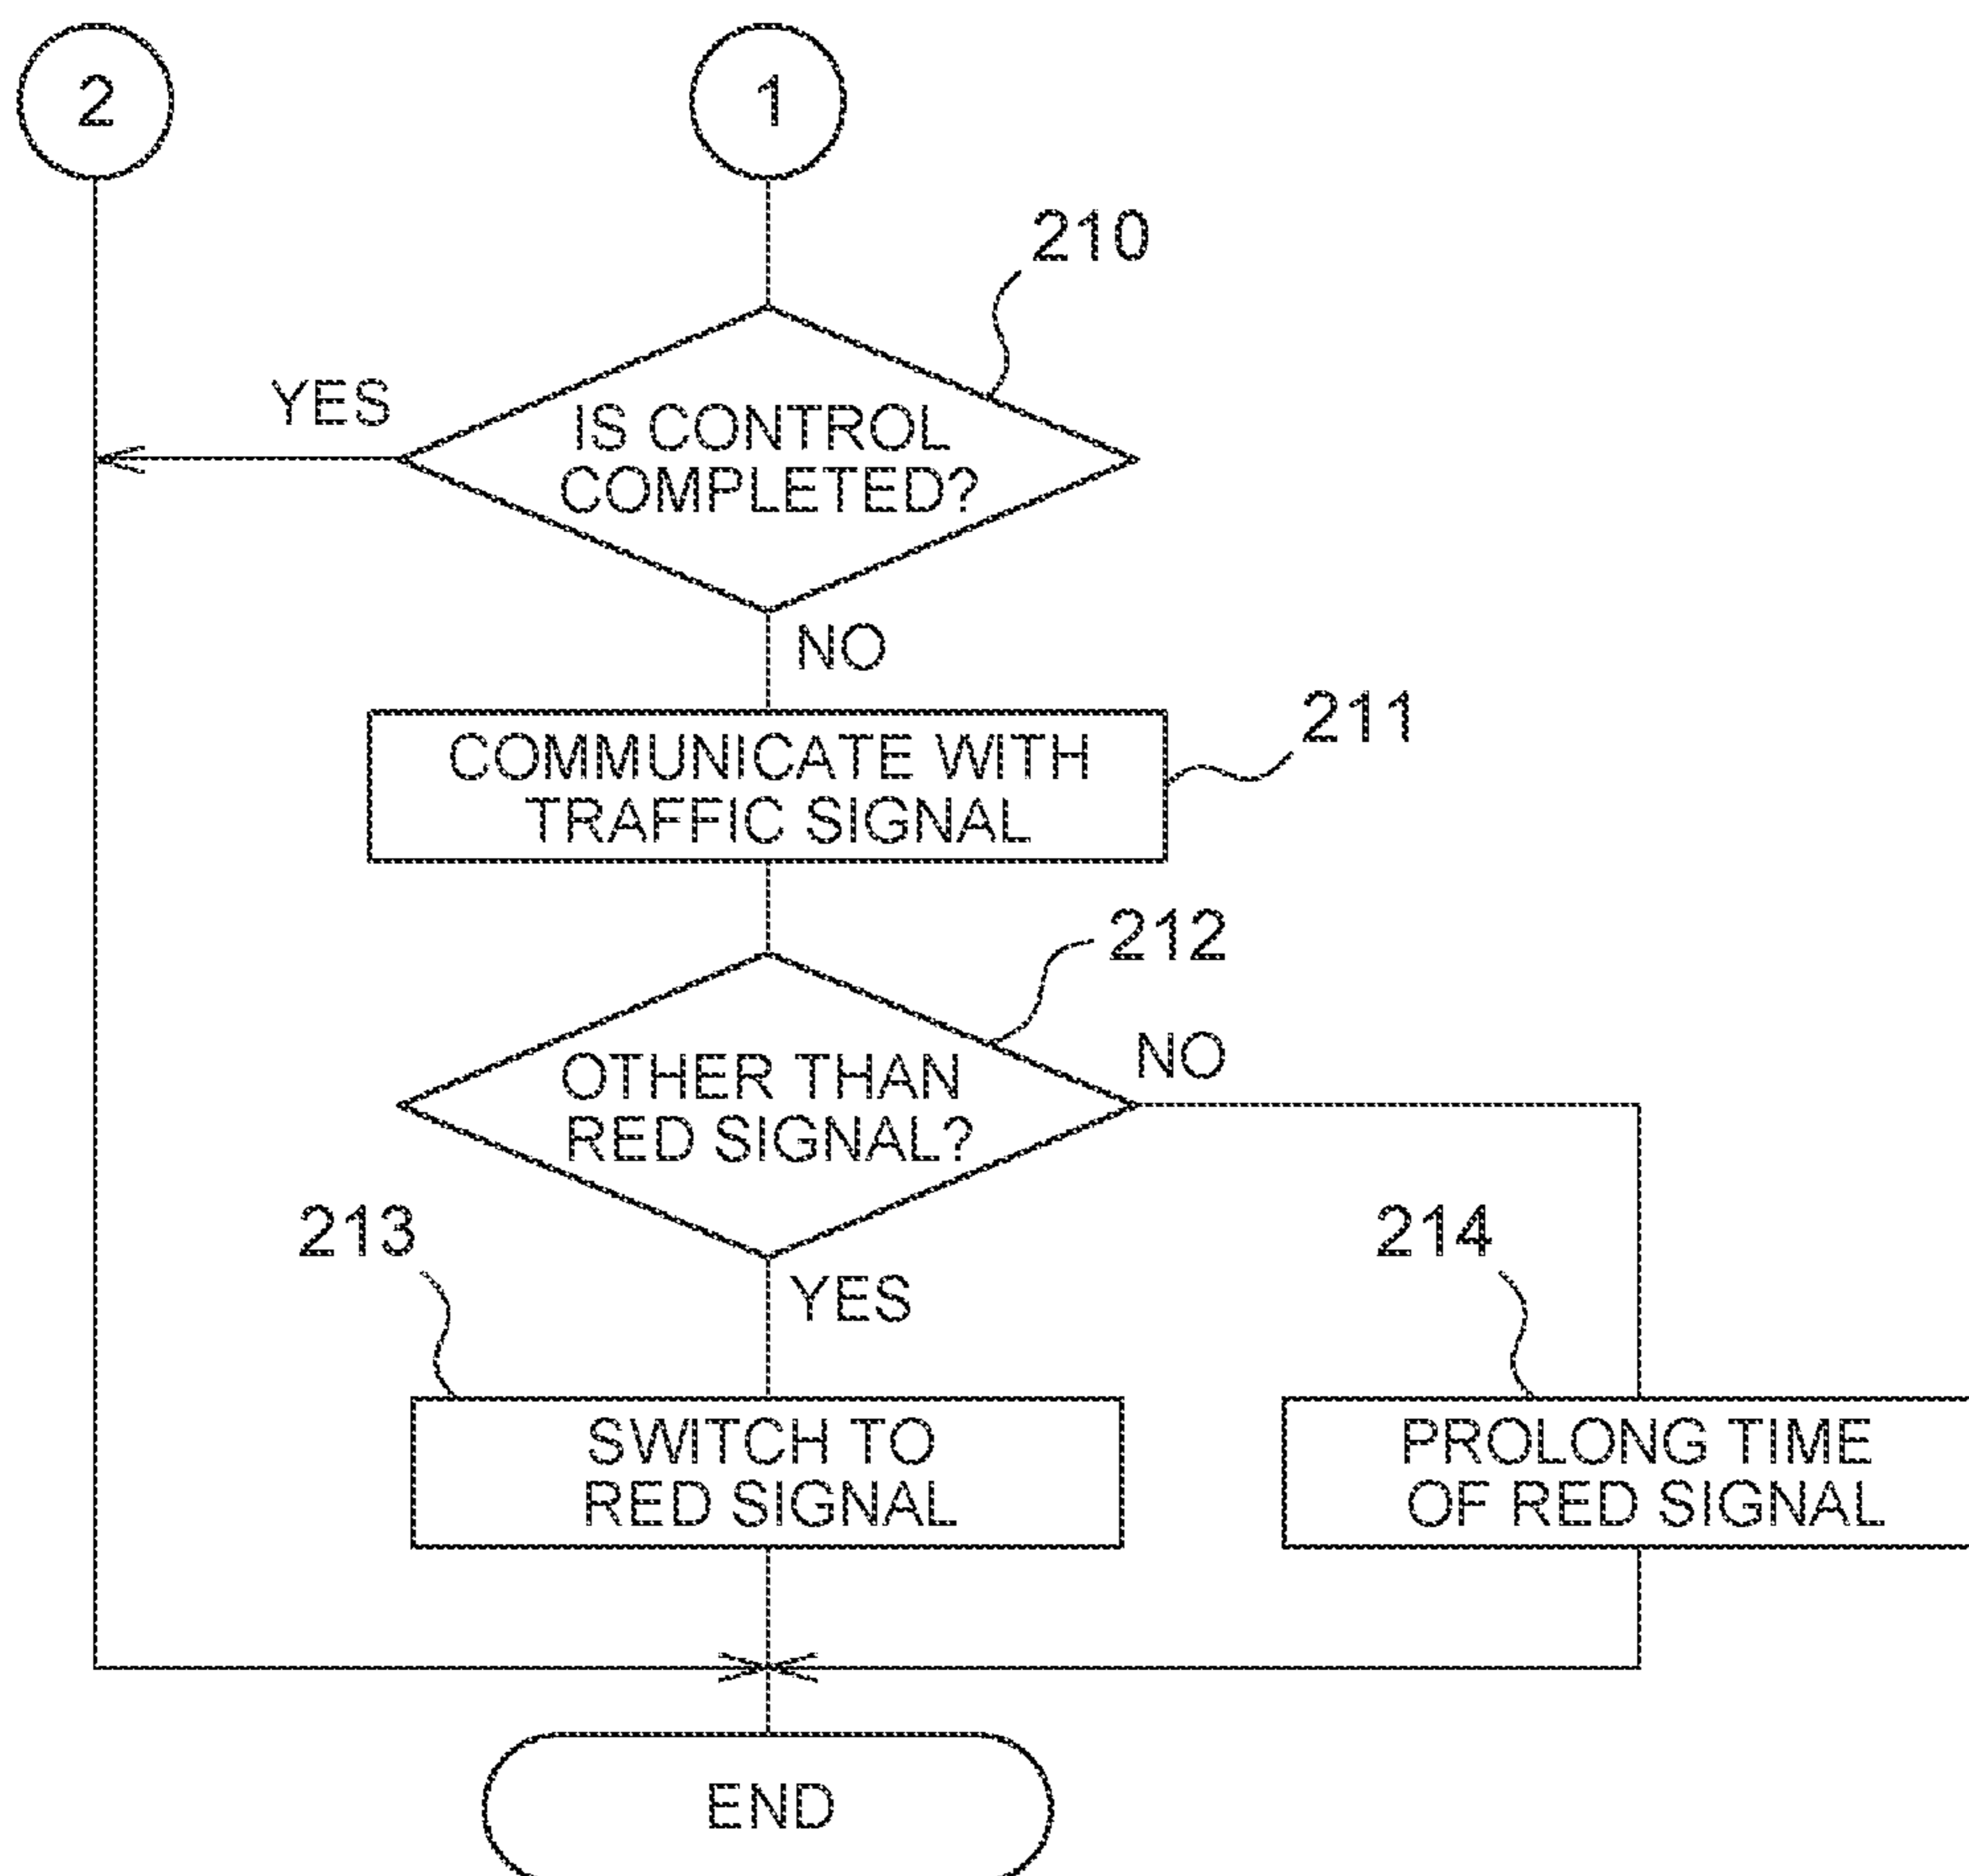 2
1
210
YES
IS CONTROL
COMPLETED?
NO
COMMUNICATE WITH
TRAFFIC SIGNAL
211
212
NO
OTHER THAN
RED SIGNAL?
213
214
YES
SWITCH TO
RED SIGNAL
PROLONG TIME
OF RED SIGNAL
END